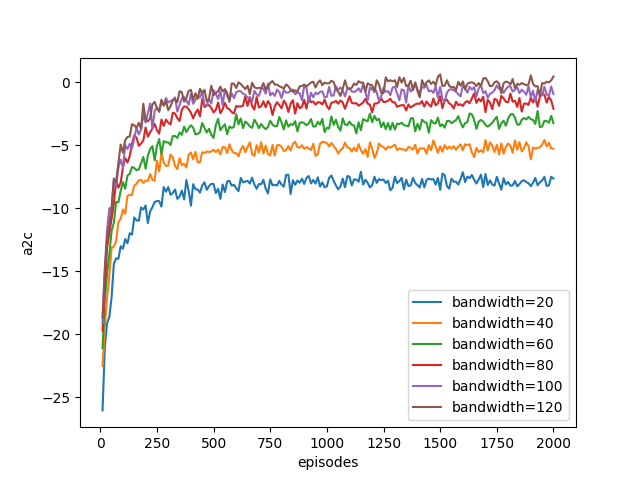 0
−5
−10
−15
−20
−25
a2c
0
250
500
750
1000
1250
1500
1750
2000
episodes
bandwidth=20
bandwidth=40
bandwidth=60
bandwidth=80
bandwidth=100
bandwidth=120